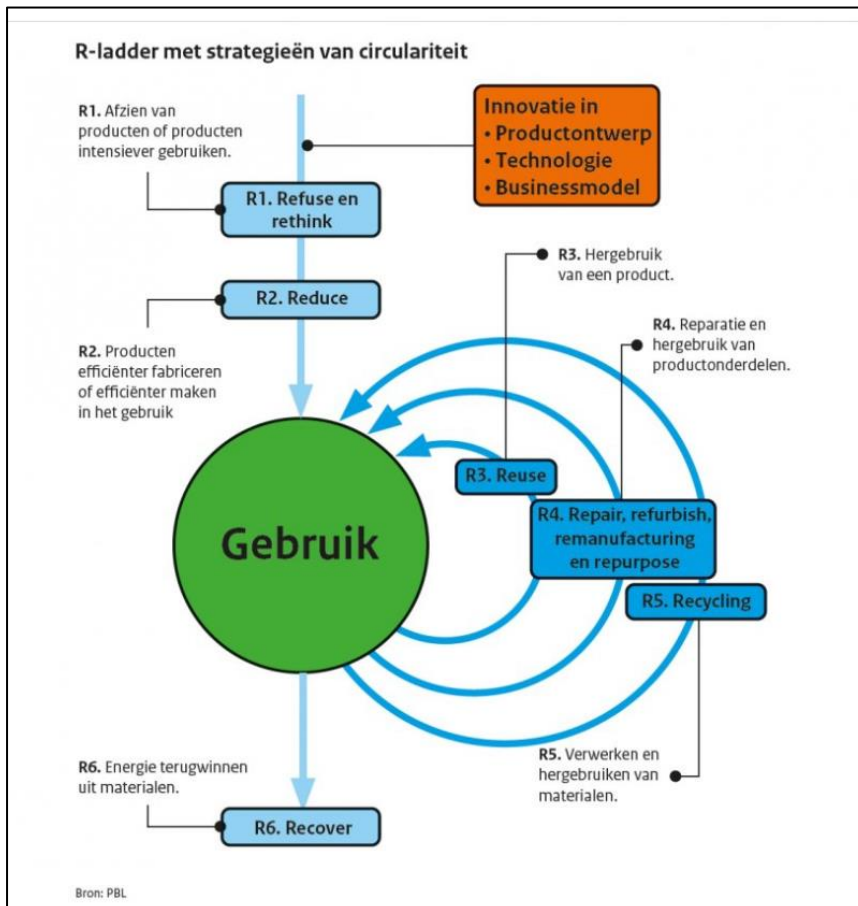 R-ladder met strategieën van circulariteit
R1. Afzien van
producten of producten
intensiever gebruiken.
Innovatie in
• Productontwerp
• Technologie
• Businessmodel
R1. Refuse en
rethink
R3. Hergebruik
van een product.
R2. Reduce
R4. Reparatie en
hergebruik van
productonderdelen.
R2. Producten
efficiënter fabriceren
of efficiënter maken
in het gebruik
R3. Reuse
Gebruik
R4. Repair, refurbish,
remanufacturing
en repurpose
R5. Recycling
R5. Verwerken en
hergebruiken van
materialen.
R6. Energie terugwinnen
uit materialen.
R6. Recover
Bron: PBL